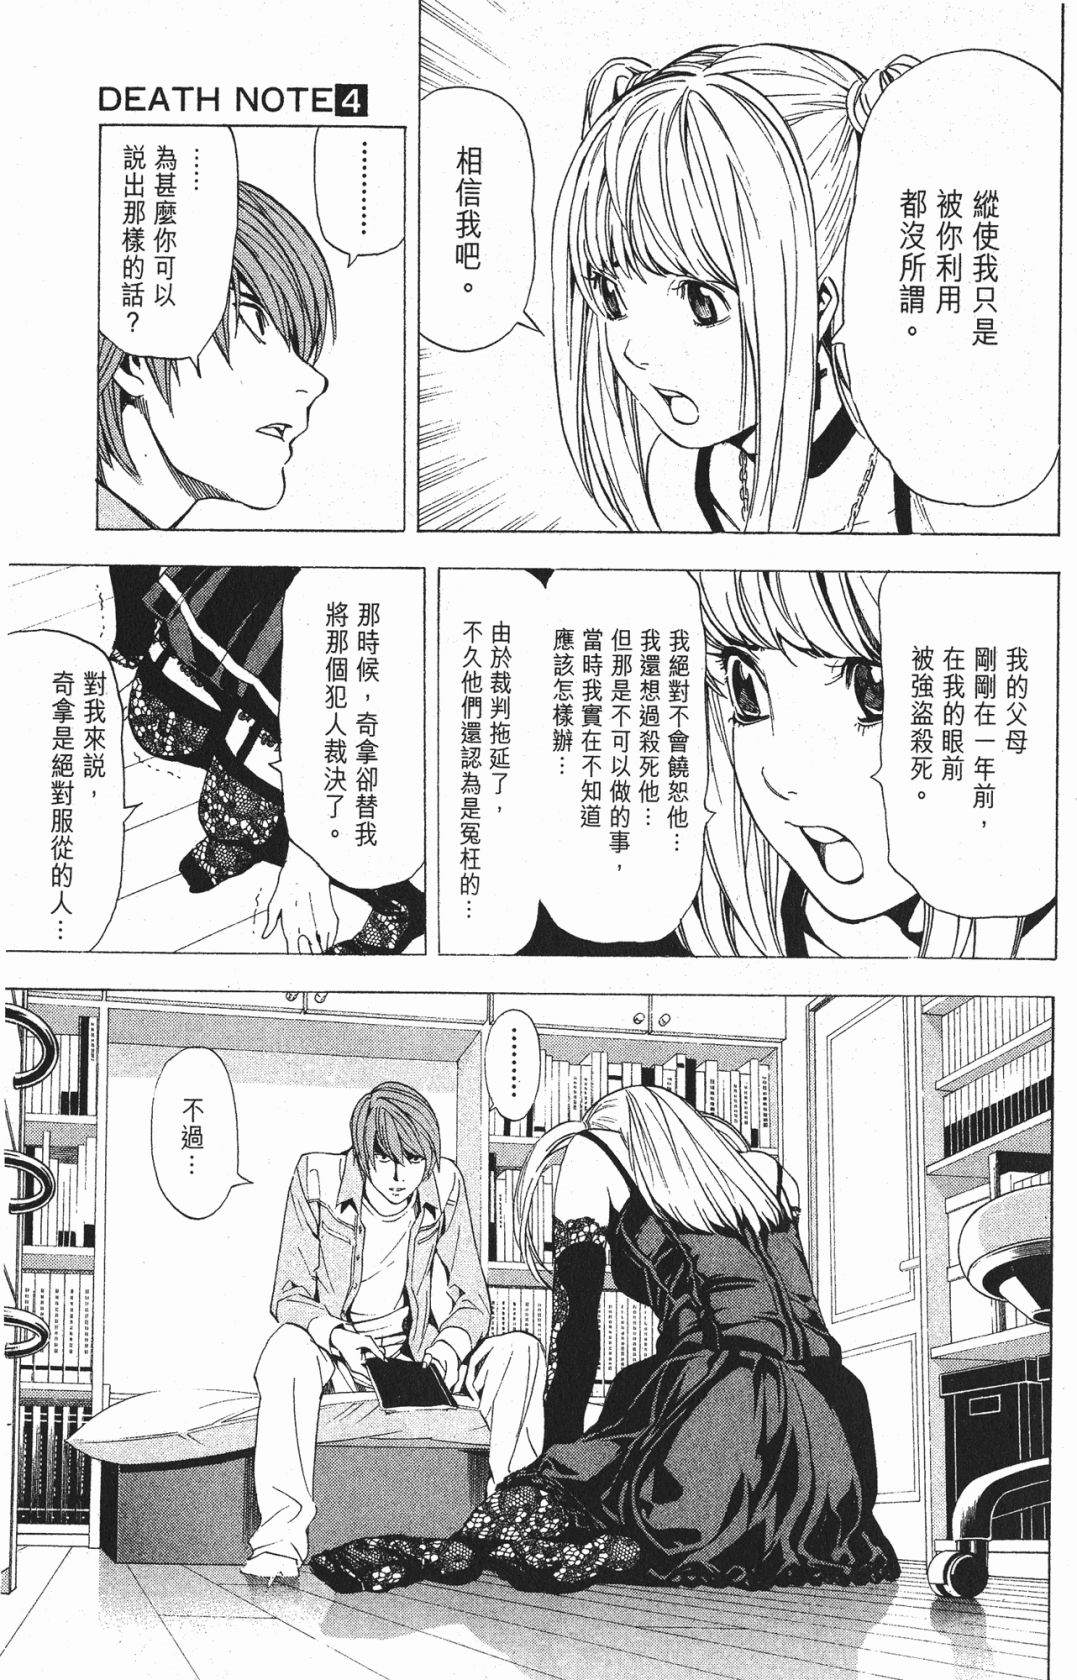 DEATH NOTE 4
縱使我只是
被你利用
都沒所謂。
相信我吧。
…………
……
為甚麼你可以
說出那樣的話？
我的父母
剛剛在一年前，
在我的眼前
被強盜殺死。
我絕對不會饒恕他…
我還想過殺死他…
但那是不可以做的事，
當時我實在不知道
應該怎樣辦…
由於裁判拖延了，
不久他們還認為是冤枉的…
那時候，奇拿卻替我
將那個犯人裁決了。
對我來說，
奇拿是絕對服從的人…
………
不過…